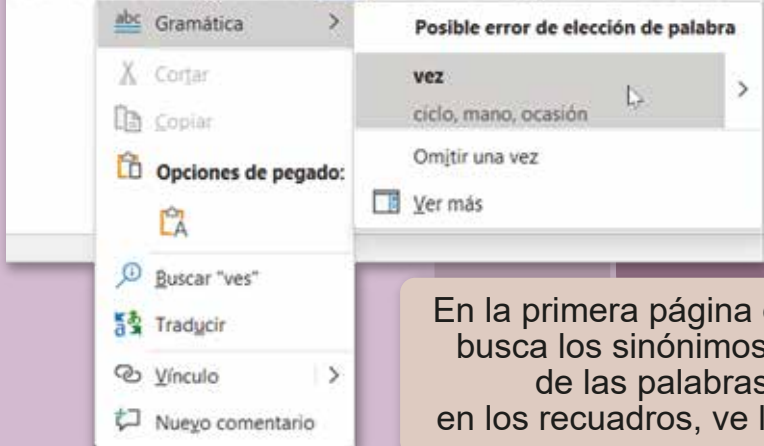 Gramática
Cortar
Copiar
Opciones de pegado:
Buscar "ves"
Traducir
Vínculo
Nuevo comentario
Posible error de elección de palabra
vez
ciclo, mano, ocasión
Omitir una vez
Ver más
En la primera página
busca los sinónimos
de las palabras
en los recuadros, ve